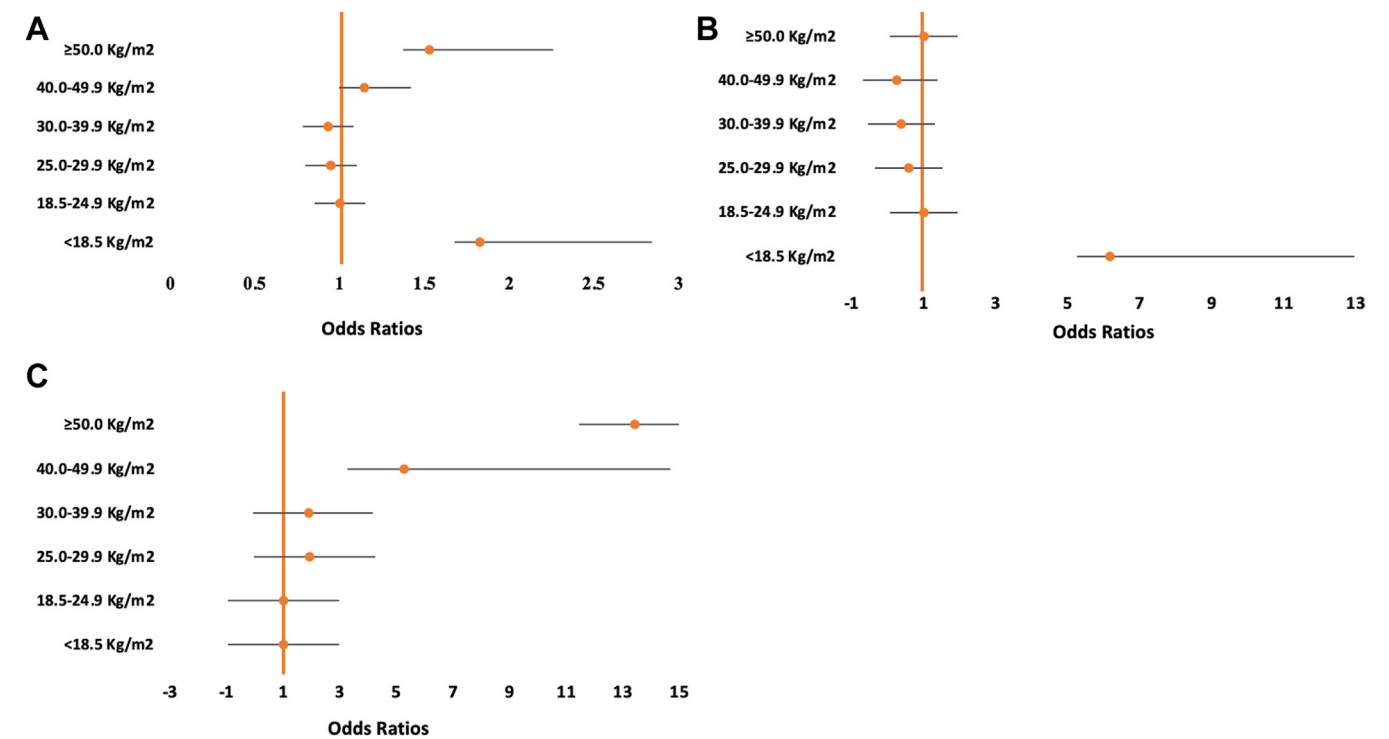 A
≥50.0 Kg/m2
40.0-49.9 Kg/m2
30.0-39.9 Kg/m2
25.0-29.9 Kg/m2
18.5-24.9 Kg/m2
<18.5 Kg/m2
0 0.5 1 1.5 2 2.5 3
Odds Ratios
B
≥50.0 Kg/m2
40.0-49.9 Kg/m2
30.0-39.9 Kg/m2
25.0-29.9 Kg/m2
18.5-24.9 Kg/m2
<18.5 Kg/m2
-1 1 3 5 7 9 11 13
Odds Ratios
C
≥50.0 Kg/m2
40.0-49.9 Kg/m2
30.0-39.9 Kg/m2
25.0-29.9 Kg/m2
18.5-24.9 Kg/m2
<18.5 Kg/m2
-3 -1 1 3 5 7 9 11 13 15
Odds Ratios